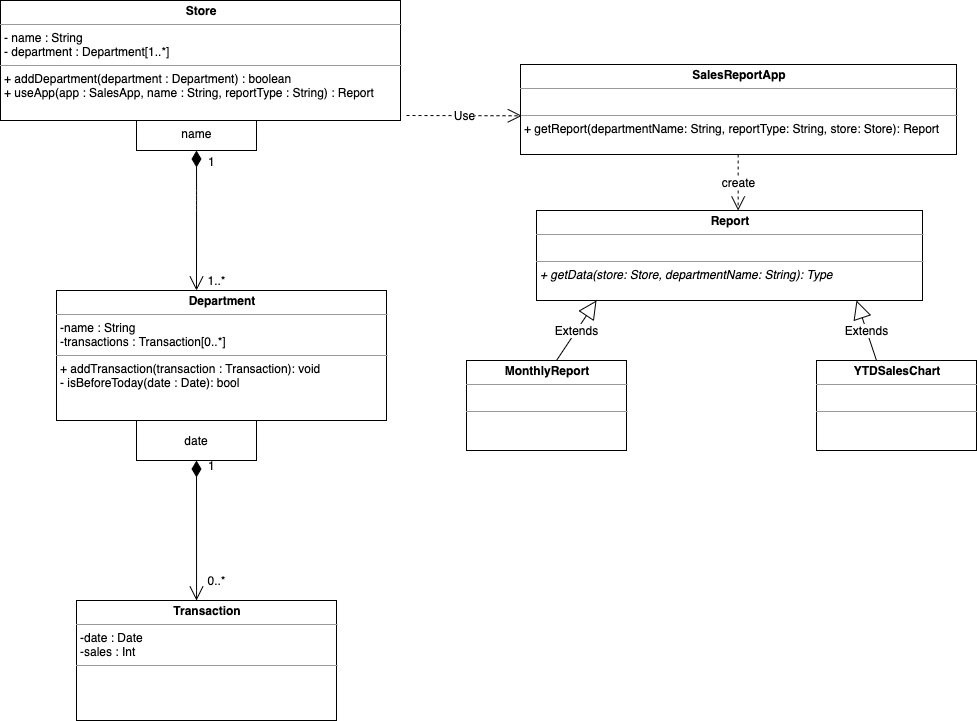 Store
- name : String
- department : Department[1..*]
+ addDepartment(department : Department) : boolean
+ useApp(app : SalesApp, name : String, reportType : String) : Report
name
1
1..*
Department
-name : String
-transactions : Transaction[0..*]
+ addTransaction(transaction : Transaction): void
- isBeforeToday(date : Date): bool
date
1
0..*
Transaction
-date : Date
-sales : Int
Use
SalesReportApp
+ getReport(departmentName: String, reportType: String, store: Store): Report
create
Report
+ getData(store: Store, departmentName: String): Type
Extends
Extends
MonthlyReport
YTDSalesChart